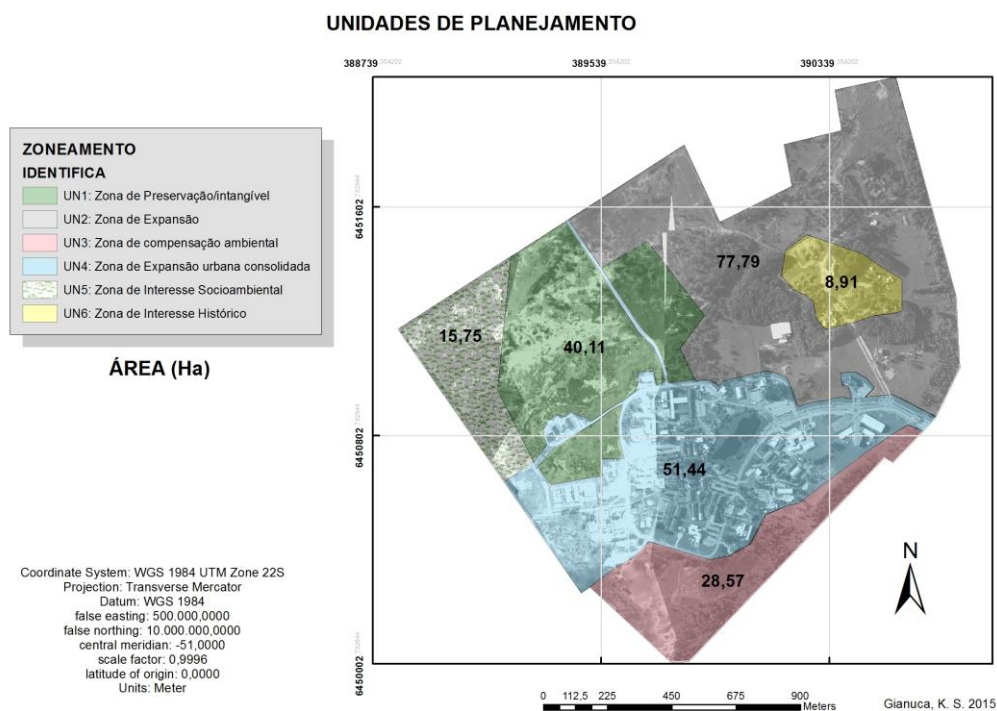 UNIDADES DE PLANEJAMENTO
388739,354202 389539,354202 390339,354202
ZONEAMENTO
IDENTIFICA
UN1: Zona de Preservação/intangível
UN2: Zona de Expansão
UN3: Zona de compensação ambiental
UN4: Zona de Expansão urbana consolidada
UN5: Zona de Interesse Socioambiental
UN6: Zona de Interesse Histórico
ÁREA (Ha)
6451602
77,79
8,91
15,75
40,11
6450802
51,44
28,57
6450002
N
Coordinate System: WGS 1984 UTM Zone 22S
Projection: Transverse Mercator
Datum: WGS 1984
false easting: 500.000,0000
false northing: 10.000.000,0000
central meridian: -51,0000
scale factor: 0,9996
latitude of origin: 0,0000
Units: Meter
0 112,5 225 450 675 900
Meters
Gianuca, K. S. 2015